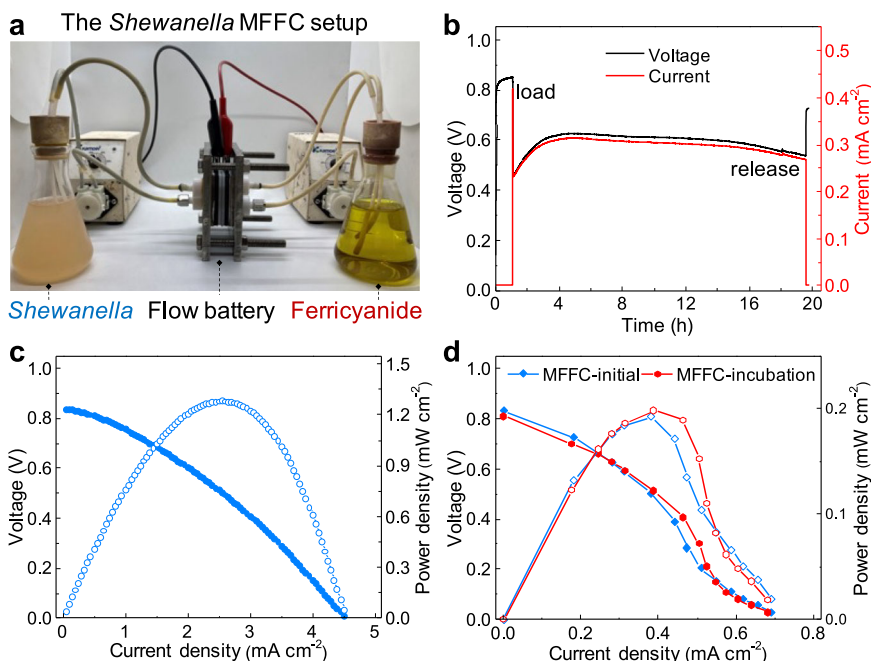 a The Shewanella MFFC setup
Shewanella Flow battery Ferricyanide
b
Voltage
Current
load
release
1.0
0.8
0.6
0.4
0.2
0.0
Voltage (V)
0.5
0.4
0.3
0.2
0.1
0.0
Current (mA cm-2)
0 4 8 12 16 20
Time (h)
c
1.0
0.8
0.6
0.4
0.2
0.0
Voltage (V)
1.5
1.2
0.9
0.6
0.3
0.0
Power density (mW cm-2)
0 1 2 3 4 5
Current density (mA cm-2)
d
MFFC-initial MFFC-incubation
1.0
0.8
0.6
0.4
0.2
0.0
Voltage (V)
0.2
0.1
0.0
Power density (mW cm-2)
0.0 0.2 0.4 0.6 0.8
Current density (mA cm-2)